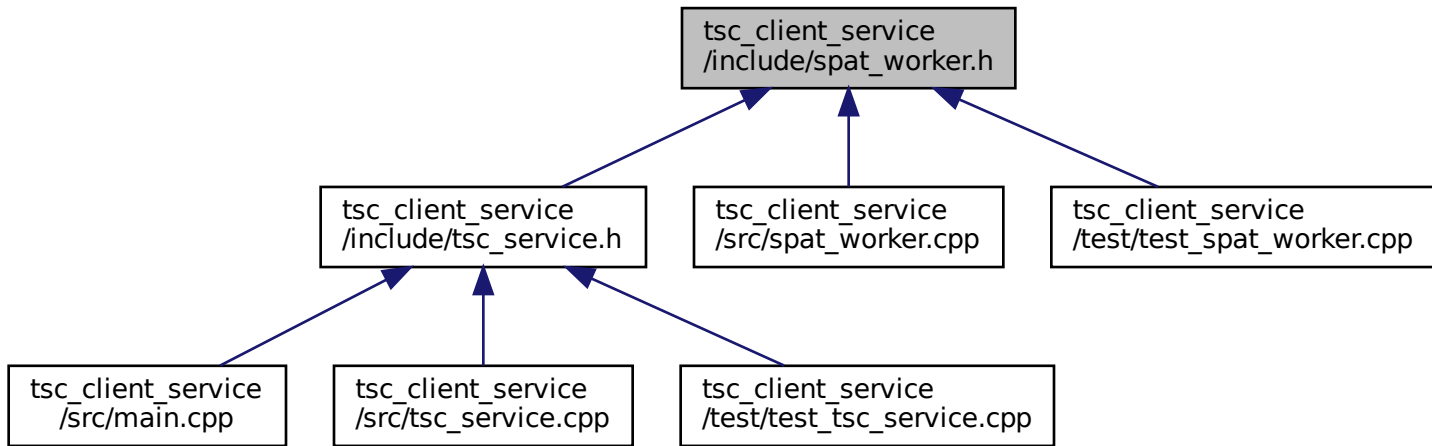 tsc_client_service
/include/spat_worker.h
tsc_client_service
/include/tsc_service.h
tsc_client_service
/src/spat_worker.cpp
tsc_client_service
/test/test_spat_worker.cpp
tsc_client_service
/src/main.cpp
tsc_client_service
/src/tsc_service.cpp
tsc_client_service
/test/test_tsc_service.cpp